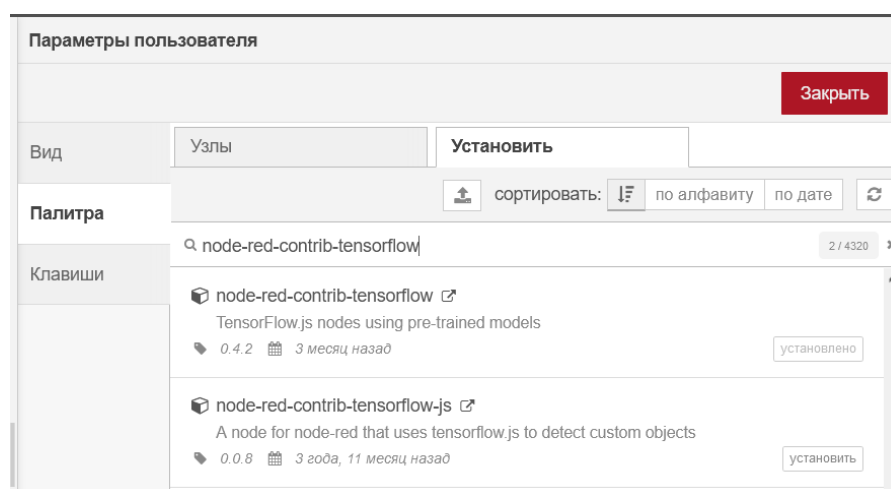 Параметры пользователя
Закрыть
Вид
Узлы
Установить
сортировать: по алфавиту по дате
Палитра
node-red-contrib-tensorflow
2 / 4320
Клавиши
node-red-contrib-tensorflow
TensorFlow.js nodes using pre-trained models
0.4.2 3 месяц назад
установлено
node-red-contrib-tensorflow-js
A node for node-red that uses tensorflow.js to detect custom objects
0.0.8 3 года, 11 месяц назад
установить